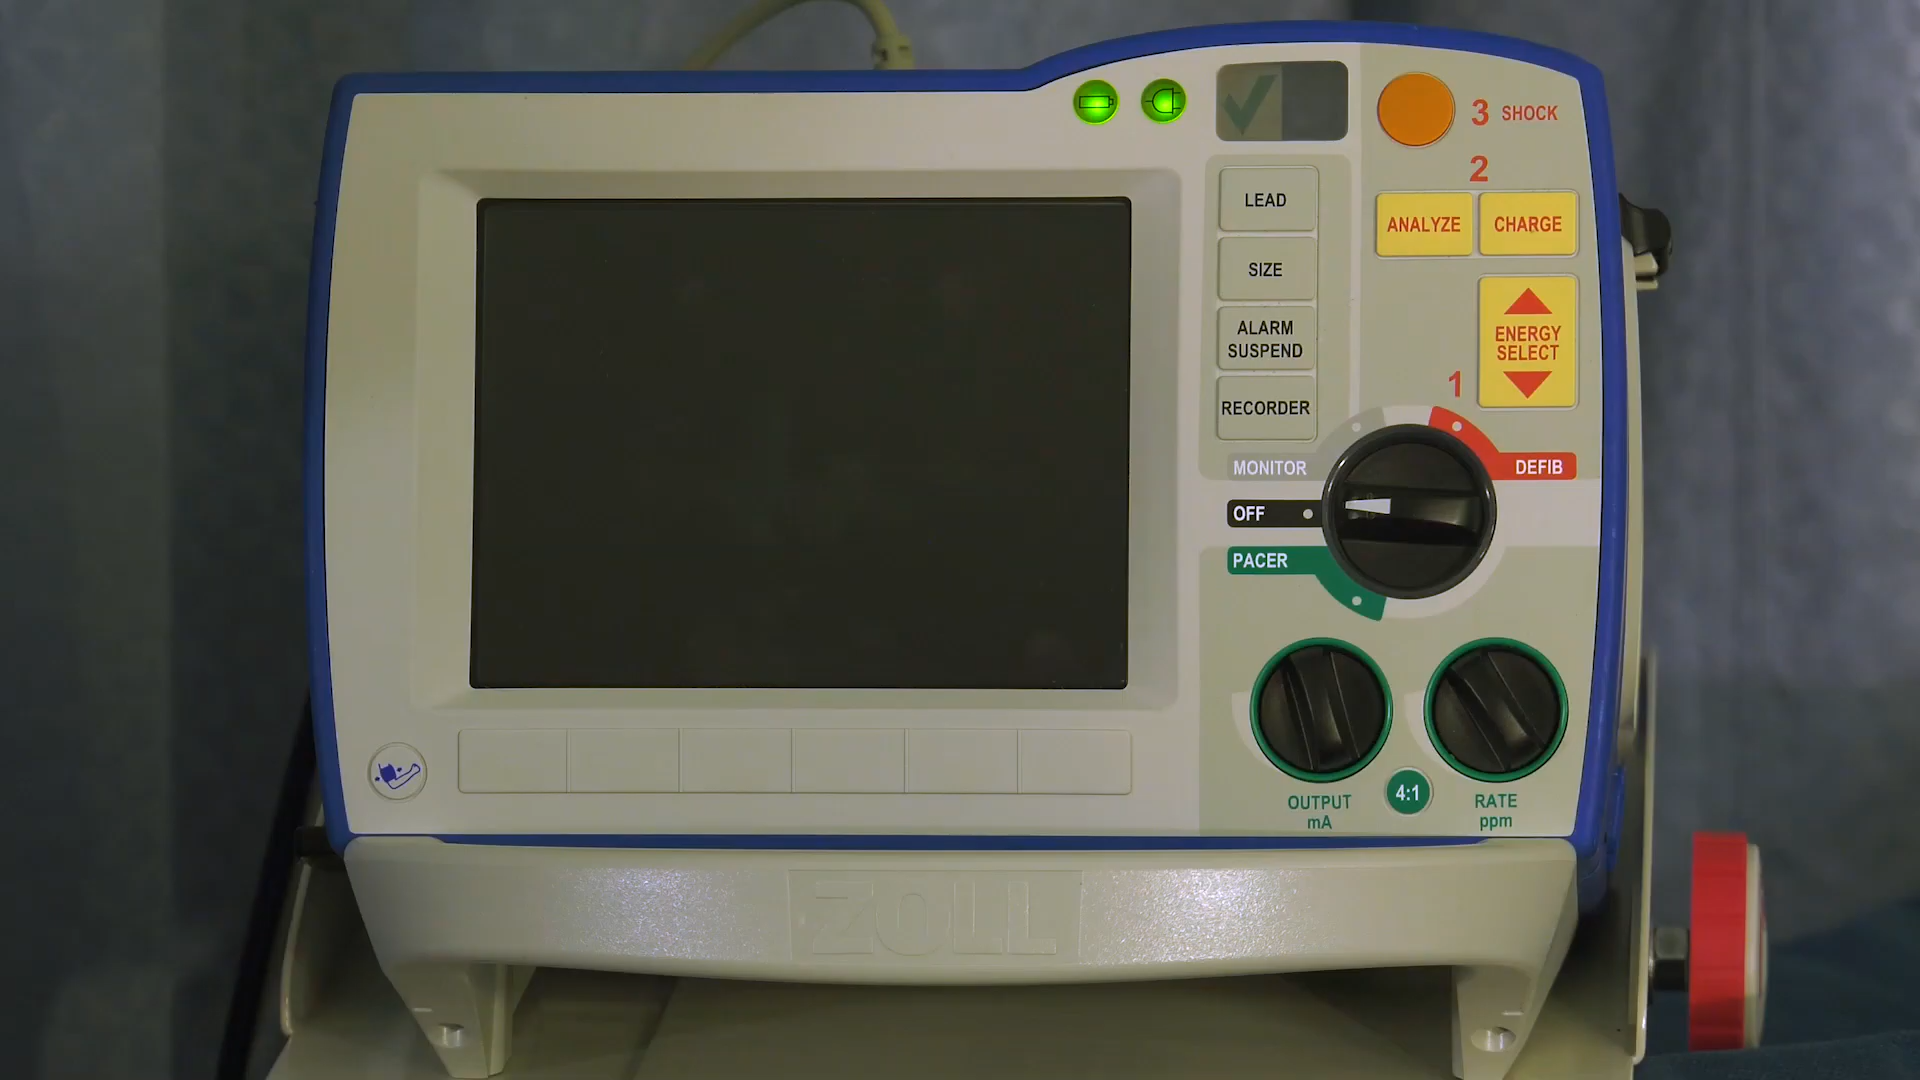 3 SHOCK
2
LEAD
ANALYZE
CHARGE
SIZE
ALARM
SUSPEND
ENERGY
SELECT
1
RECORDER
MONITOR
DEFIB
OFF
PACER
4:1
OUTPUT
mA
RATE
ppm
ZOLL